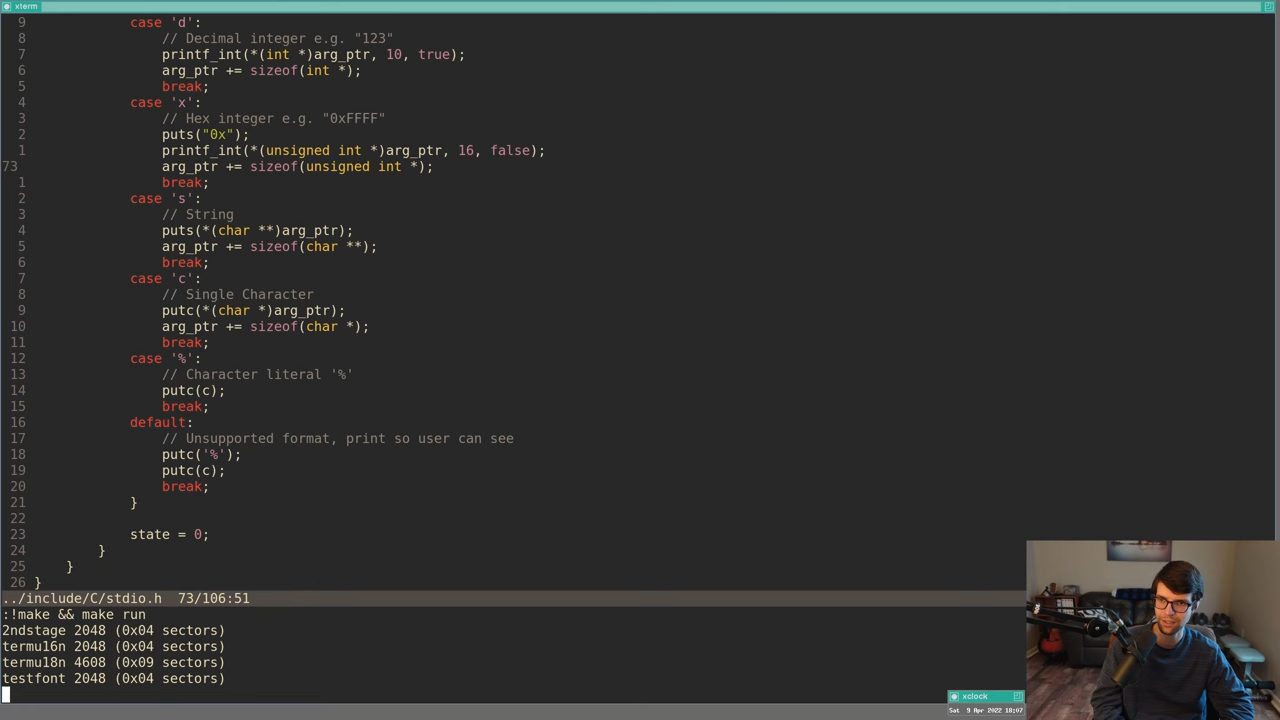 xterm
9 case 'd':
8 // Decimal integer e.g. "123"
7 printf_int(*(int *)arg_ptr, 10, true);
6 arg_ptr += sizeof(int *);
5 break;
4 case 'x':
3 // Hex integer e.g. "0xFFFF"
2 puts("0x");
1 printf_int(*(unsigned int *)arg_ptr, 16, false);
73 arg_ptr += sizeof(unsigned int *);
1 break;
2 case 's':
3 // String
4 puts(*(char **)arg_ptr);
5 arg_ptr += sizeof(char **);
6 break;
7 case 'c':
8 // Single Character
9 putc(*(char *)arg_ptr);
10 arg_ptr += sizeof(char *);
11 break;
12 case '%':
13 // Character literal '%'
14 putc(c);
15 break;
16 default:
17 // Unsupported format, print so user can see
18 putc('%');
19 putc(c);
20 break;
21 }
22
23 state = 0;
24 }
25 }
26 }
../include/C/stdio.h 73/106:51
:!make && make run
2ndstage 2048 (0x04 sectors)
termu16n 2048 (0x04 sectors)
termu18n 4608 (0x09 sectors)
testfont 2048 (0x04 sectors)
xclock
Sat 9 Apr 2022 18:07